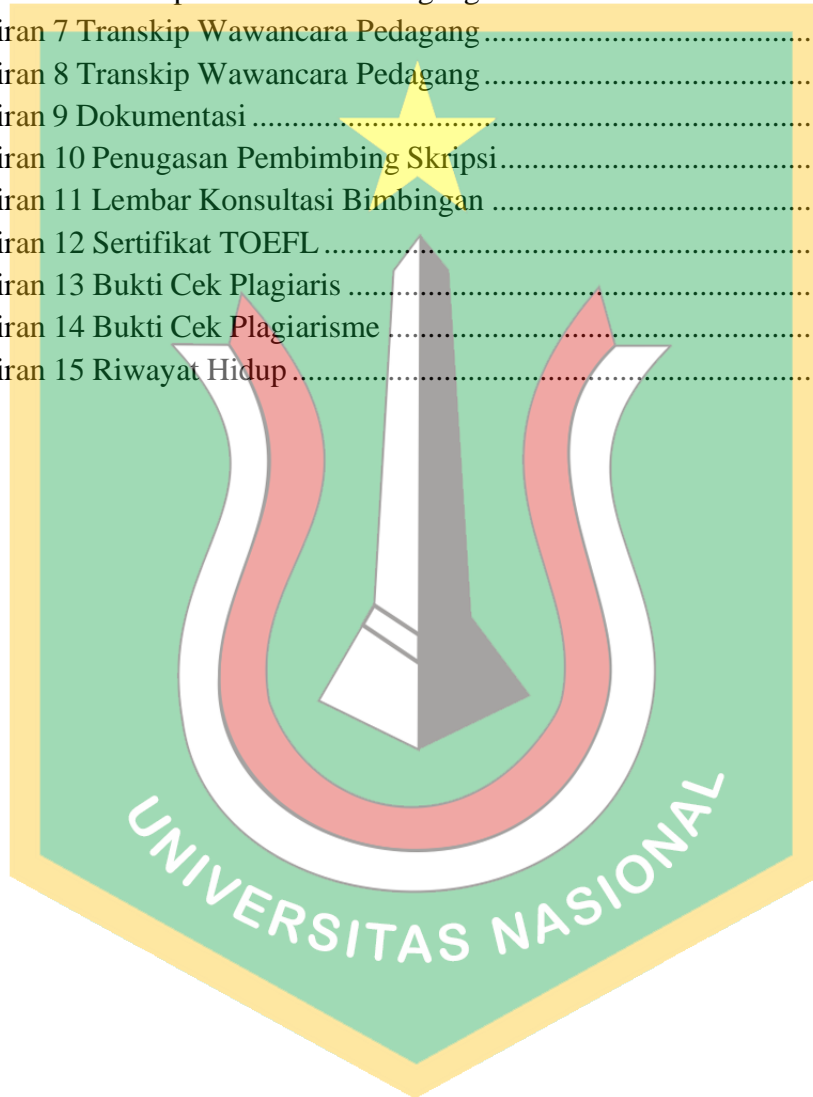 iran 7 Transkip Wawancara Pedagang
iran 8 Transkip Wawancara Pedagang
iran 9 Dokumentasi
iran 10 Penugasan Pembimbing Skripsi
iran 11 Lembar Konsultasi Bimbingan
iran 12 Sertifikat TOEFL
iran 13 Bukti Cek Plagiaris
iran 14 Bukti Cek Plagiarisme
iran 15 Riwayat Hidup
UNIVERSITAS NASIONAL